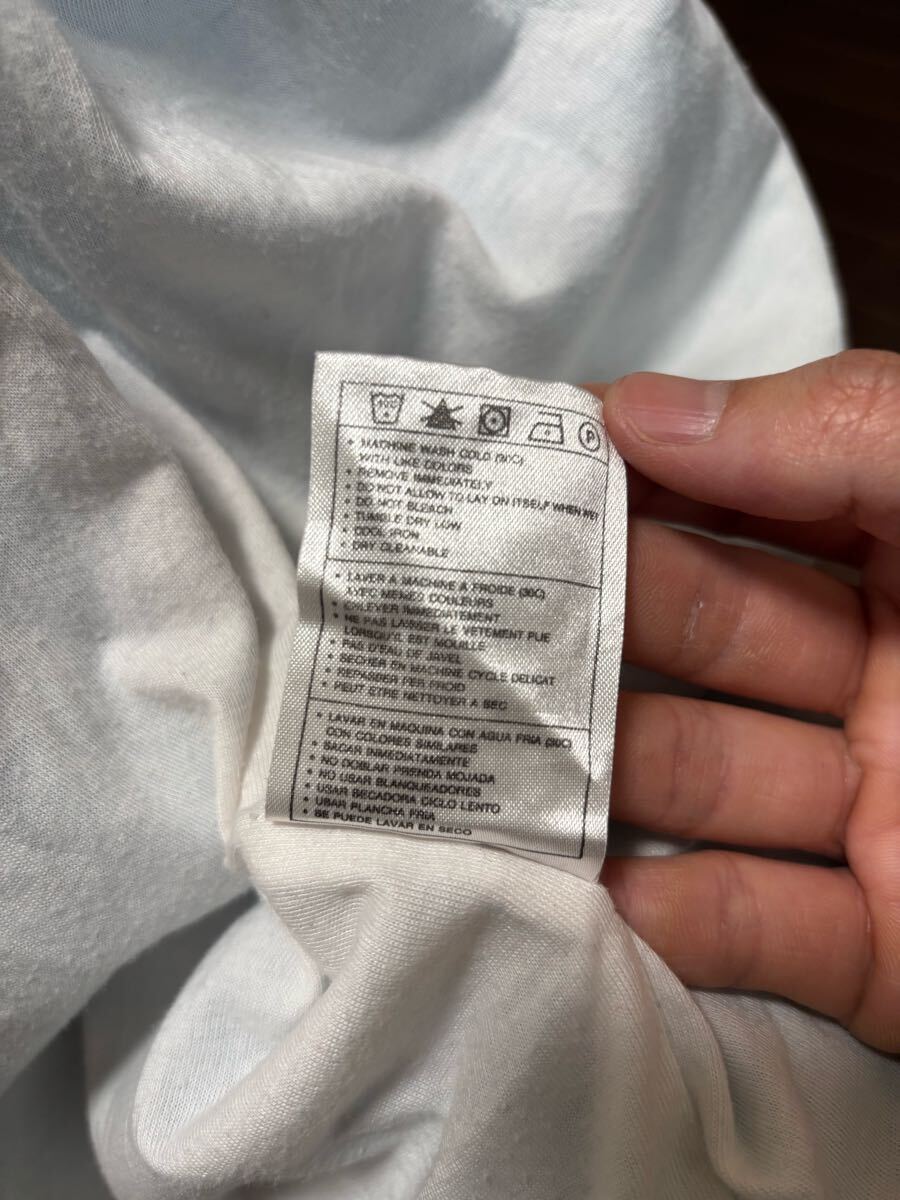 P
• MACHINE WASH COLD (30C)
WITH LIKE COLORS
• REMOVE IMMEDIATELY
• DO NOT ALLOW TO LAY ON ITSELF WHEN WET
• DO NOT BLEACH
• TUMBLE DRY LOW
• COOL IRON
• DRY CLEANABLE
• LAVER A MACHINE A FROIDE (30C)
AVEC MEMES COULEURS
• ENLEVER IMMEDIATEMENT
• NE PAS LAISSER LE VETEMENT PLIE
LORSQU'IL EST MOUILLE
• PAS D'EAU DE JAVEL
• SECHER EN MACHINE CYCLE DELICAT
• REPASSER FER FROID
• PEUT ETRE NETTOYER A SEC
• LAVAR EN MAQUINA CON AGUA FRIA (30C)
CON COLORES SIMILARES
• SACAR INMEDIATAMENTE
• NO DOBLAR PRENDA MOJADA
• NO USAR BLANQUEADORES
• USAR SECADORA CICLO LENTO
• USAR PLANCHA FRIA
• SE PUEDE LAVAR EN SECO